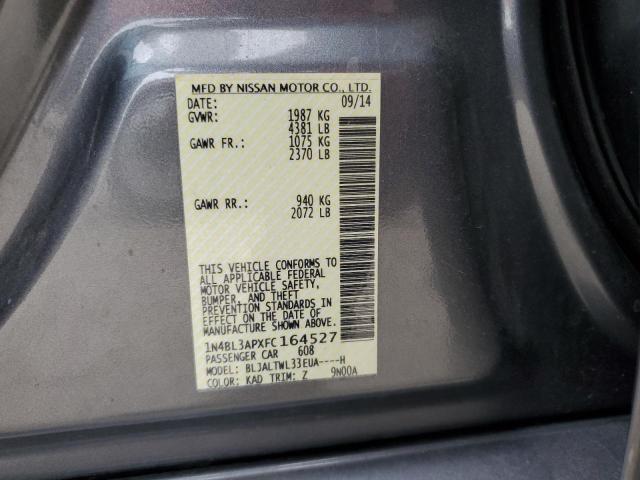 MFD BY NISSAN MOTOR CO., LTD.
DATE: 09/14
GVWR: 1987 KG
4381 LB
GAWR FR.: 1075 KG
2370 LB
GAWR RR.: 940 KG
2072 LB
THIS VEHICLE CONFORMS TO
ALL APPLICABLE FEDERAL
MOTOR VEHICLE SAFETY,
BUMPER, AND THEFT
PREVENTION STANDARDS IN
EFFECT ON THE DATE OF
MANUFACTURE SHOWN ABOVE.
1N4BL3APXFC164527
PASSENGER CAR 608
MODEL: BLJALTWL33EUA----H
COLOR: KAD TRIM: Z 9N00A